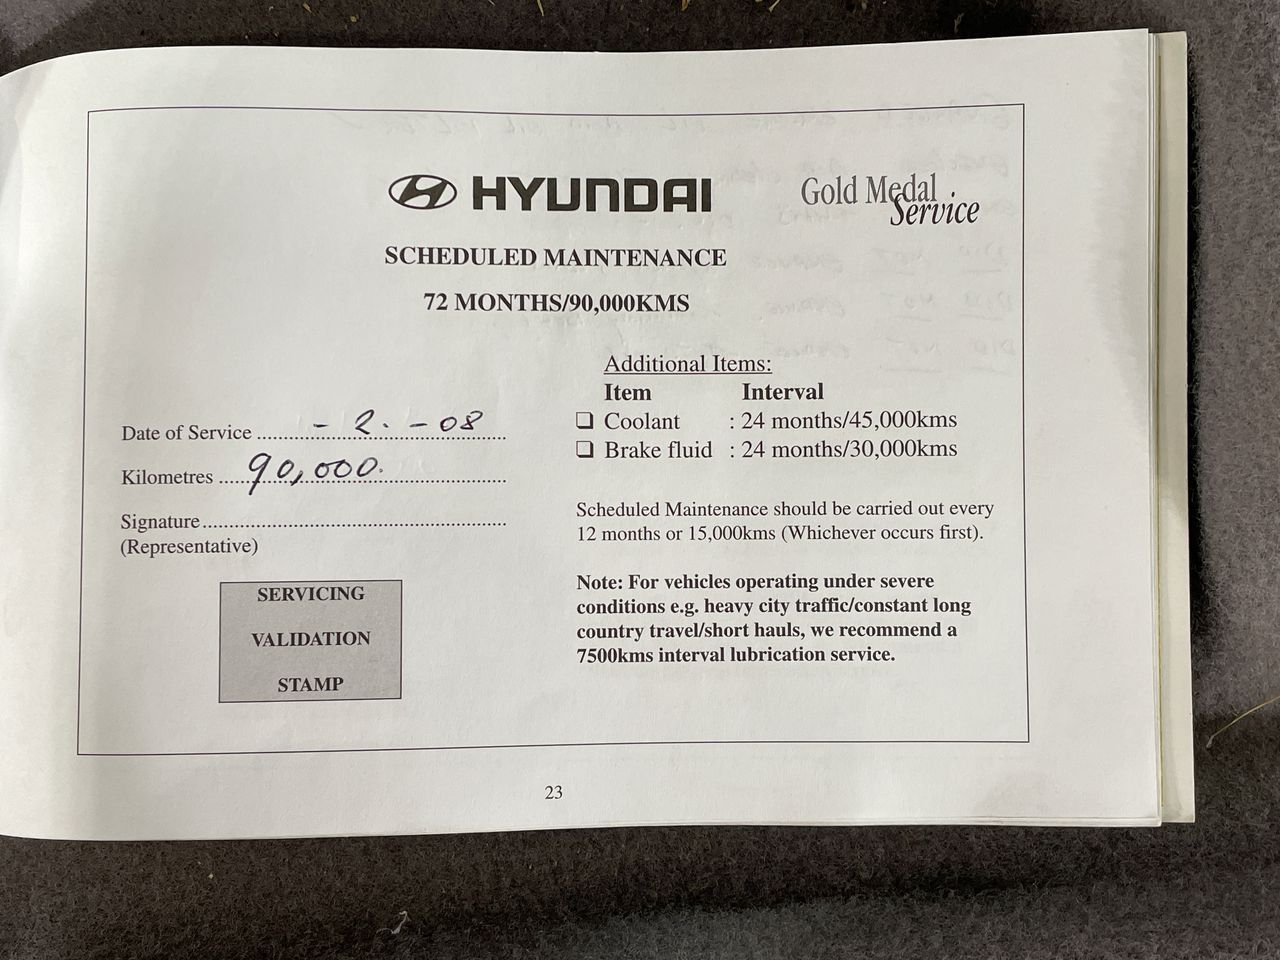 HYUNDAI
Gold Medal
Service
SCHEDULED MAINTENANCE
72 MONTHS/90,000KMS
Date of Service .......... - 2. - 08
Kilometres .......... 90,000.
Signature ..........
(Representative)
SERVICING
VALIDATION
STAMP
Additional Items:
Item Interval
❏ Coolant : 24 months/45,000kms
❏ Brake fluid : 24 months/30,000kms
Scheduled Maintenance should be carried out every
12 months or 15,000kms (Whichever occurs first).
Note: For vehicles operating under severe
conditions e.g. heavy city traffic/constant long
country travel/short hauls, we recommend a
7500kms interval lubrication service.
23